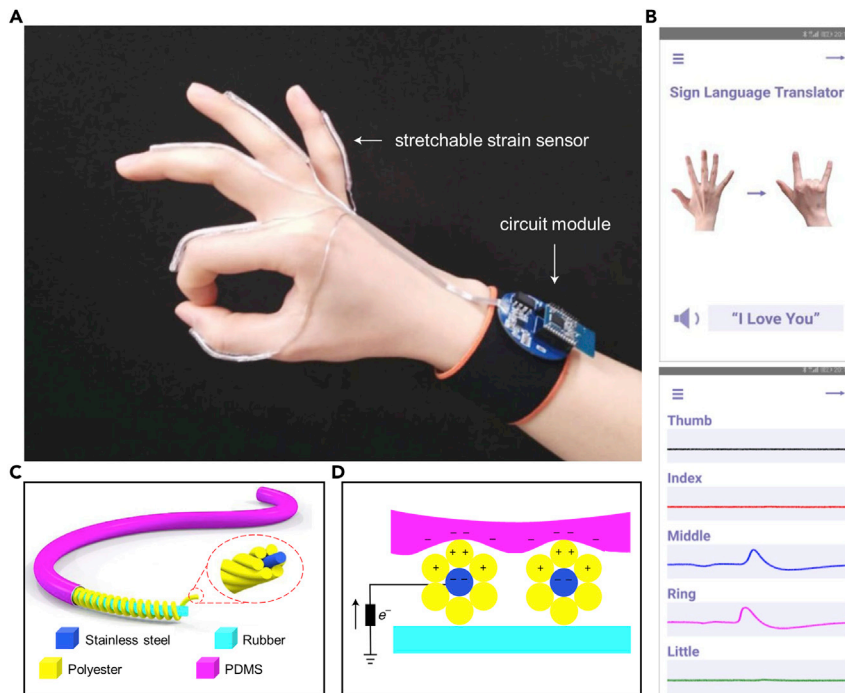 A
stretchable strain sensor
circuit module
B
Sign Language Translator
"I Love You"
Thumb
Index
Middle
Ring
Little
C
Stainless steel
Rubber
Polyester
PDMS
D
− − − −
+ + + +
− −
+ + + +
− −
e−